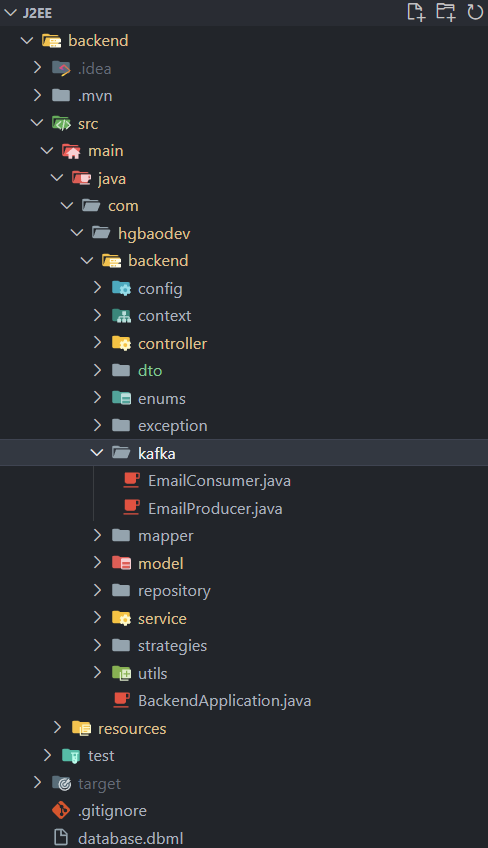 J2EE
backend
.idea
.mvn
src
main
java
com
hgbaodev
backend
config
context
controller
dto
enums
exception
kafka
EmailConsumer.java
EmailProducer.java
mapper
model
repository
service
strategies
utils
BackendApplication.java
resources
test
target
.gitignore
database.dbml